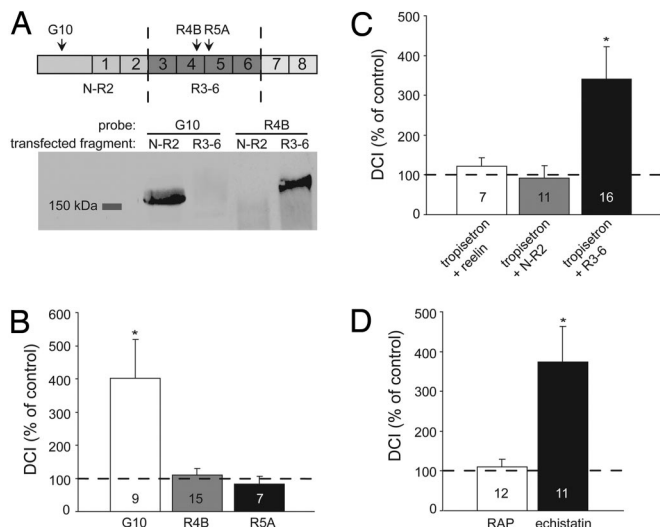 A
G10
R4B R5A
1 2 3 4 5 6 7 8
N-R2 R3-6
probe: G10 R4B
transfected fragment: N-R2 R3-6 N-R2 R3-6
150 kDa
B
DCI (% of control)
600
500
400
300
200
100
0
*
9 15 7
G10 R4B R5A
C
DCI (% of control)
500
400
300
200
100
0
*
7 11 16
tropisetron
+ reelin
tropisetron
+ N-R2
tropisetron
+ R3-6
D
DCI (% of control)
500
400
300
200
100
0
*
12 11
RAP echistatin